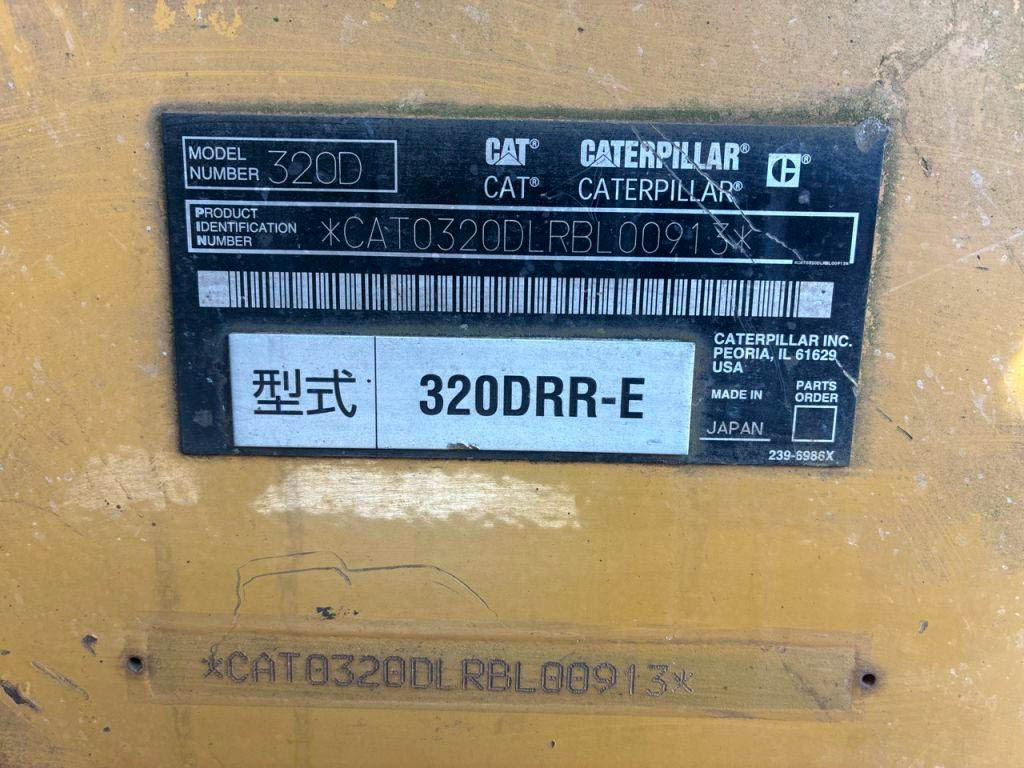 MODEL NUMBER 320D
CAT® CATERPILLAR® C®
CAT® CATERPILLAR®
PRODUCT IDENTIFICATION NUMBER *CAT0320DLRBL00913*
*CAT0320DLRBL00913*
型式 320DRR-E
CATERPILLAR INC.
PEORIA, IL 61629
USA
MADE IN JAPAN
PARTS ORDER
239-6986X
*CAT0320DLRBL00913*